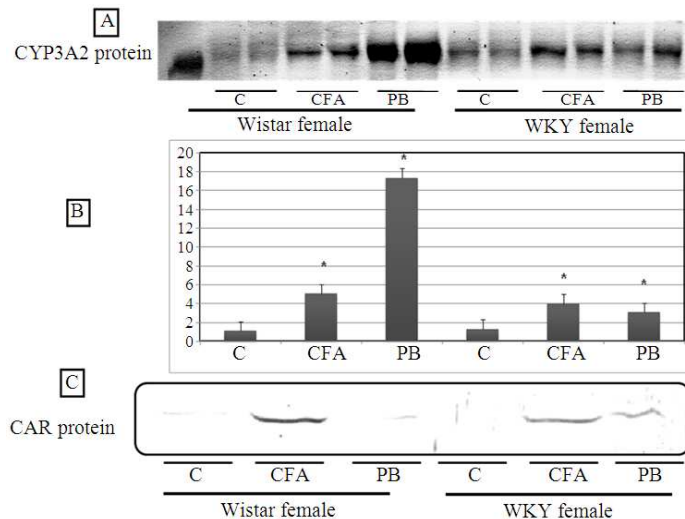 A
CYP3A2 protein
C CFA PB C CFA PB
Wistar female WKY female
B
20
18
16
14
12
10
8
6
4
2
0
* * * *
C CFA PB C CFA PB
C
CAR protein
C CFA PB C CFA PB
Wistar female WKY female